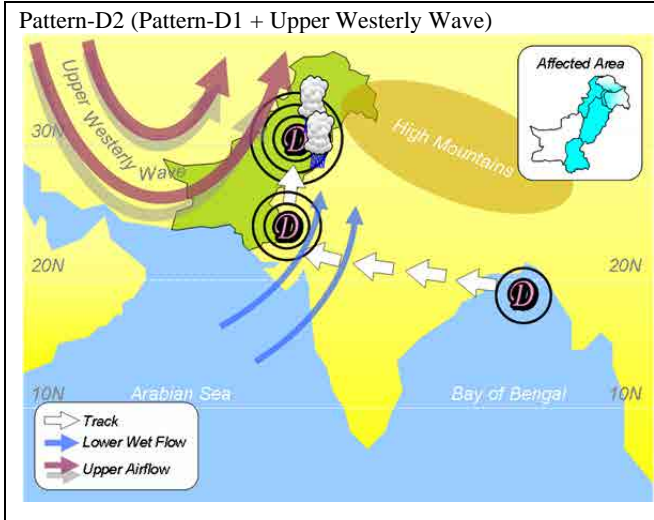 Pattern-D2 (Pattern-D1 + Upper Westerly Wave)
Affected Area
Upper Westerly Wave
30N
High Mountains
D
D
20N
20N
D
10N
Arabian Sea
Bay of Bengal
10N
Track
Lower Wet Flow
Upper Airflow